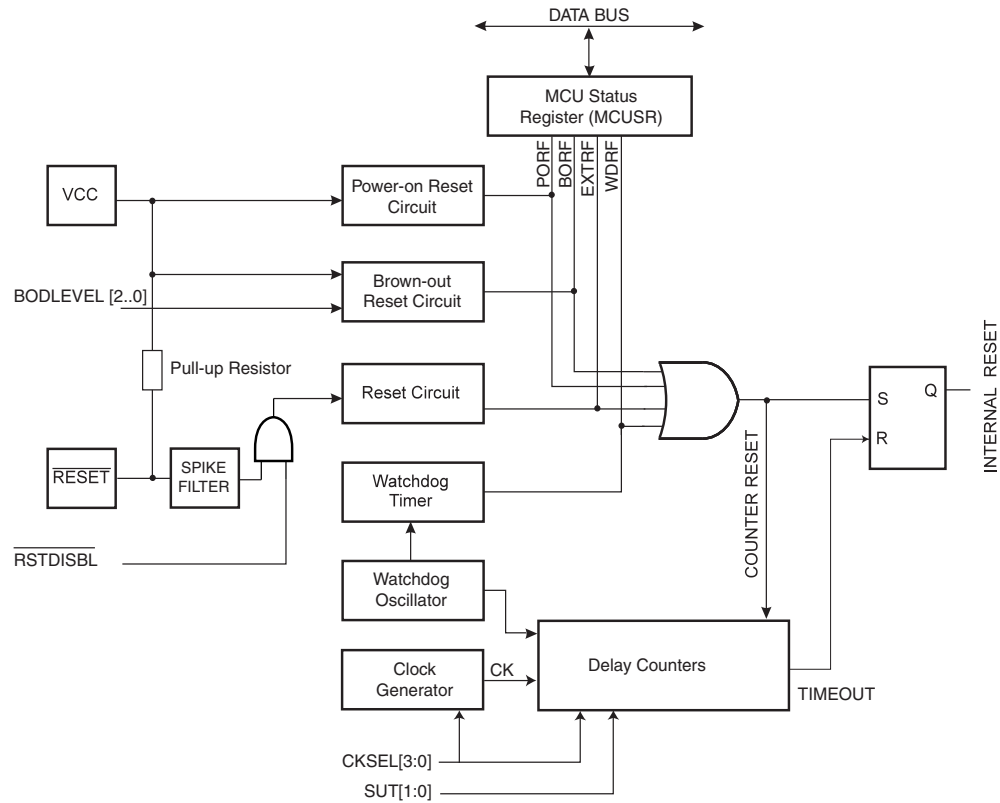 DATA BUS
MCU Status
Register (MCUSR)
PORF
BORF
EXTRF
WDRF
VCC
Power-on Reset
Circuit
BODLEVEL [2..0]
Brown-out
Reset Circuit
Pull-up Resistor
Reset Circuit
S
Q
R
INTERNAL RESET
RESET
SPIKE
FILTER
Watchdog
Timer
COUNTER RESET
RSTDISBL
Watchdog
Oscillator
Clock
Generator
CK
Delay Counters
TIMEOUT
CKSEL[3:0]
SUT[1:0]